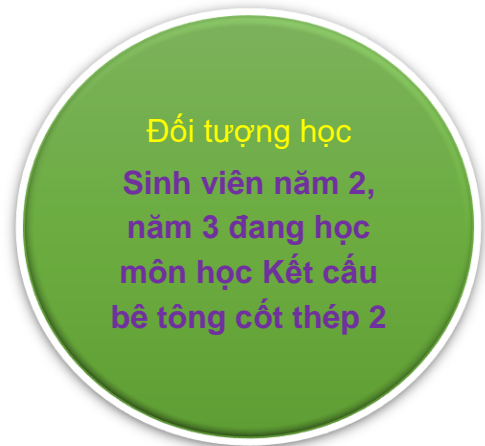 Đối tượng học
Sinh viên năm 2,
năm 3 đang học
môn học Kết cấu
bê tông cốt thép 2